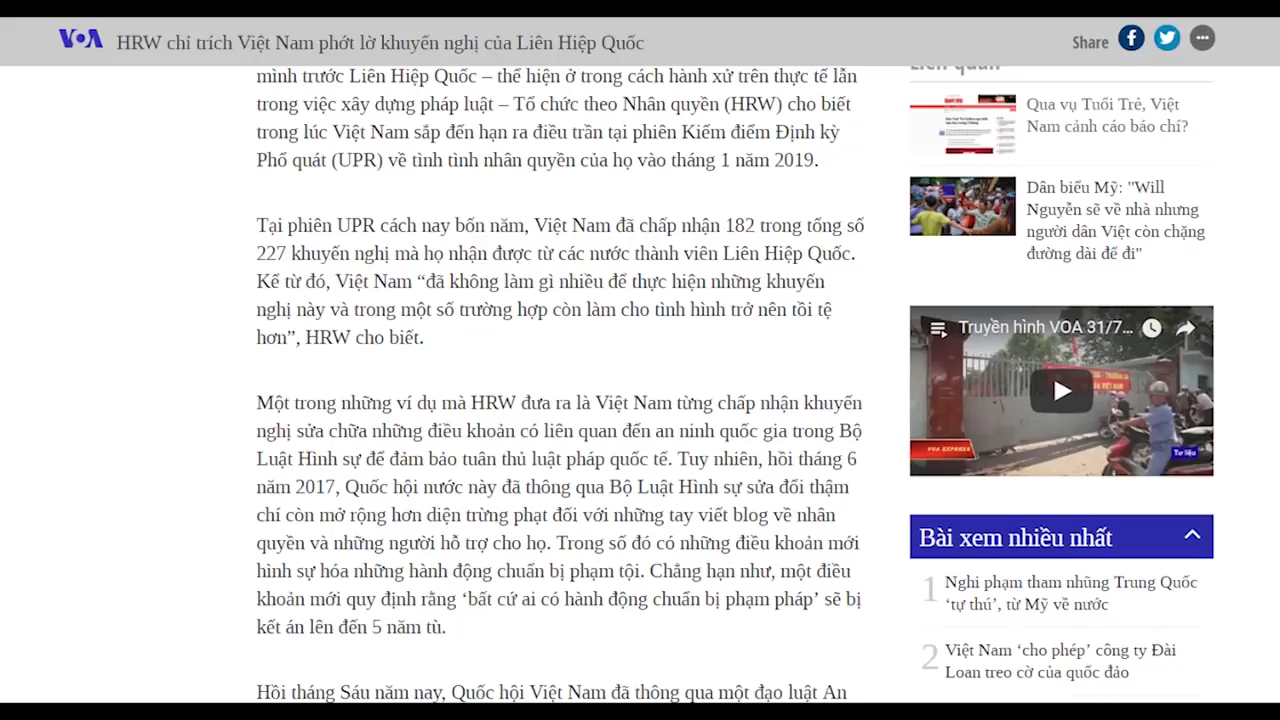 VOA HRW chỉ trích Việt Nam phớt lờ khuyến nghị của Liên Hiệp Quốc
Share
mình trước Liên Hiệp Quốc – thể hiện ở trong cách hành xử trên thực tế lẫn
trong việc xây dựng pháp luật – Tổ chức theo Nhân quyền (HRW) cho biết
trong lúc Việt Nam sắp đến hạn ra điều trần tại phiên Kiểm điểm Định kỳ
Phổ quát (UPR) về tình tình nhân quyền của họ vào tháng 1 năm 2019.
Tại phiên UPR cách nay bốn năm, Việt Nam đã chấp nhận 182 trong tổng số
227 khuyến nghị mà họ nhận được từ các nước thành viên Liên Hiệp Quốc.
Kể từ đó, Việt Nam “đã không làm gì nhiều để thực hiện những khuyến
nghị này và trong một số trường hợp còn làm cho tình hình trở nên tồi tệ
hơn”, HRW cho biết.
Một trong những ví dụ mà HRW đưa ra là Việt Nam từng chấp nhận khuyến
nghị sửa chữa những điều khoản có liên quan đến an ninh quốc gia trong Bộ
Luật Hình sự để đảm bảo tuân thủ luật pháp quốc tế. Tuy nhiên, hồi tháng 6
năm 2017, Quốc hội nước này đã thông qua Bộ Luật Hình sự sửa đổi thậm
chí còn mở rộng hơn diện trừng phạt đối với những tay viết blog về nhân
quyền và những người hỗ trợ cho họ. Trong số đó có những điều khoản mới
hình sự hóa những hành động chuẩn bị phạm tội. Chẳng hạn như, một điều
khoản mới quy định rằng ‘bất cứ ai có hành động chuẩn bị phạm pháp’ sẽ bị
kết án lên đến 5 năm tù.
Hồi tháng Sáu năm nay, Quốc hội Việt Nam đã thông qua một đạo luật An
Liên quan
Qua vụ Tuổi Trẻ, Việt
Nam cảnh cáo báo chí?
Dân biểu Mỹ: "Will
Nguyễn sẽ về nhà nhưng
người dân Việt còn chặng
đường dài để đi"
Truyền hình VOA 31/7...
VOA EXPRESS
Tư liệu
Bài xem nhiều nhất
1 Nghi phạm tham nhũng Trung Quốc
‘tự thú’, từ Mỹ về nước
2 Việt Nam ‘cho phép’ công ty Đài
Loan treo cờ của quốc đảo